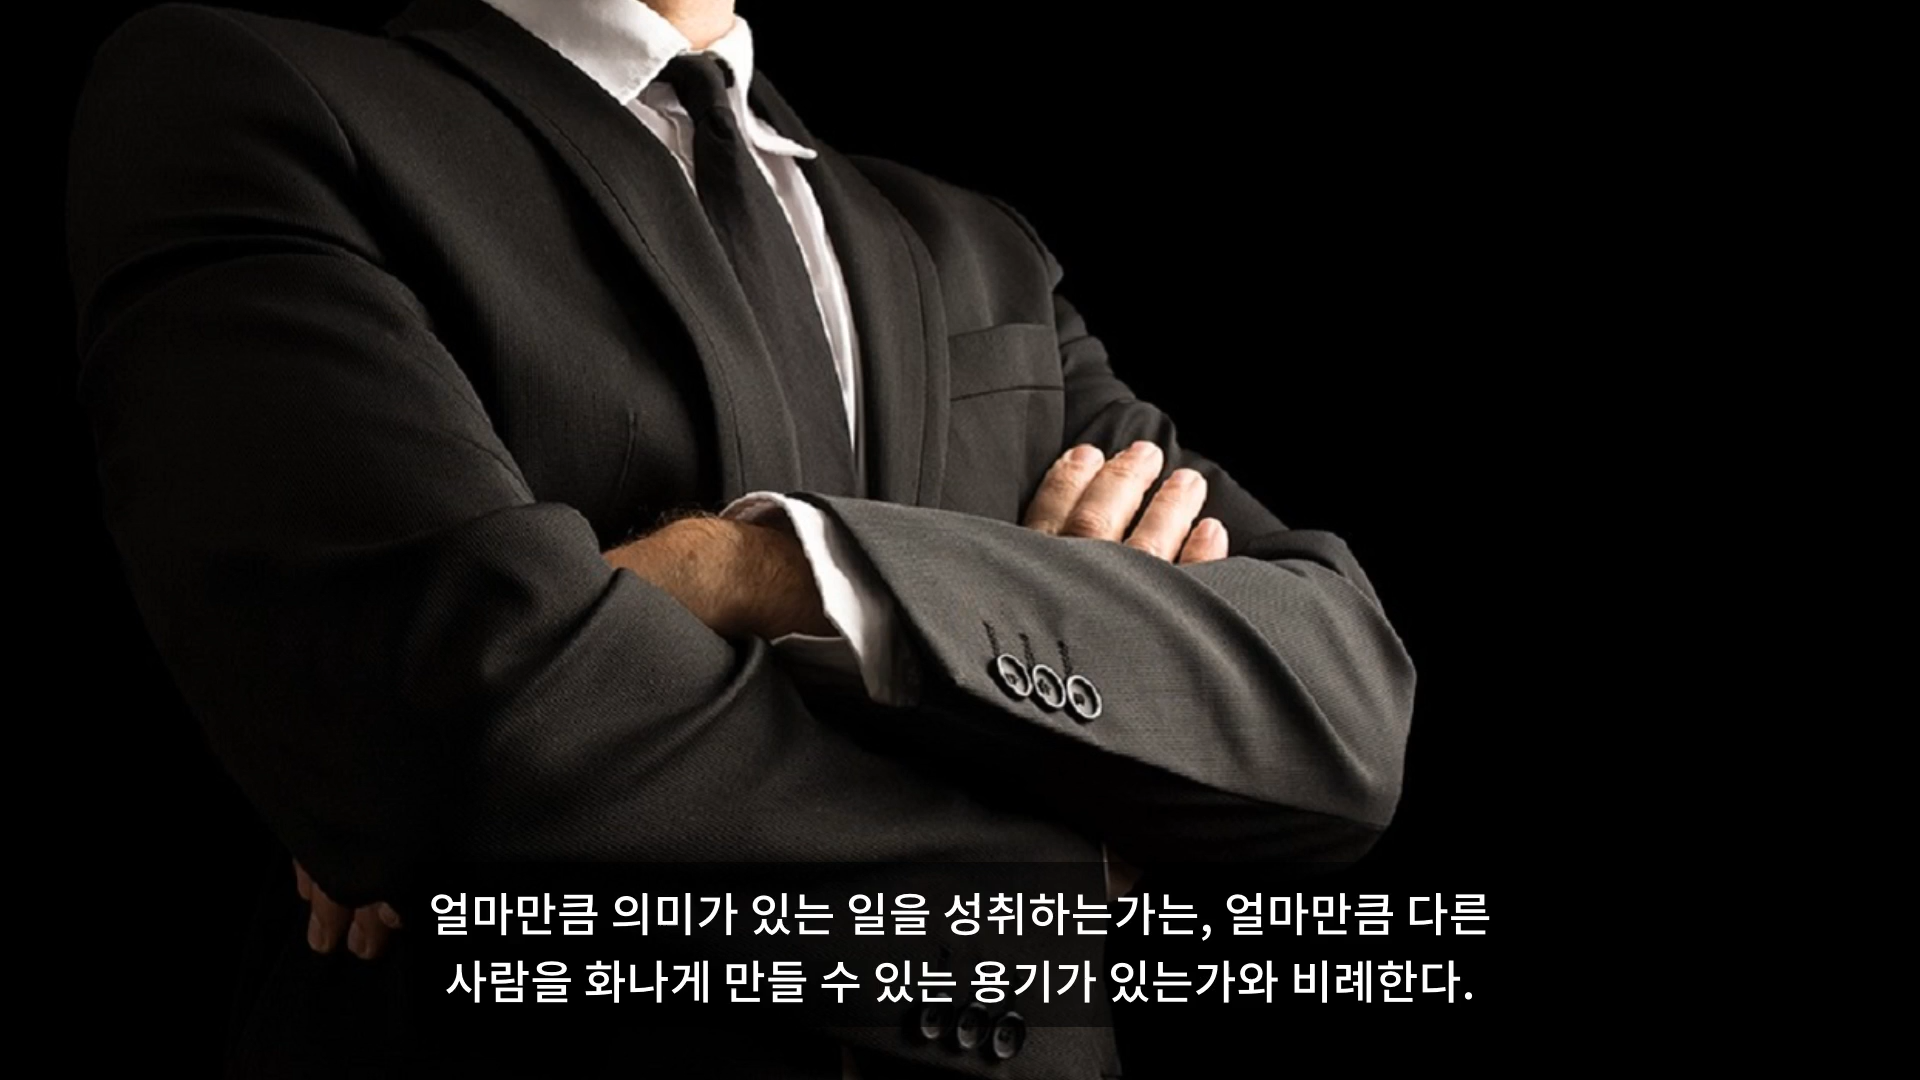 얼마만큼 의미가 있는 일을 성취하는가는, 얼마만큼 다른
사람을 화나게 만들 수 있는 용기가 있는가와 비례한다.